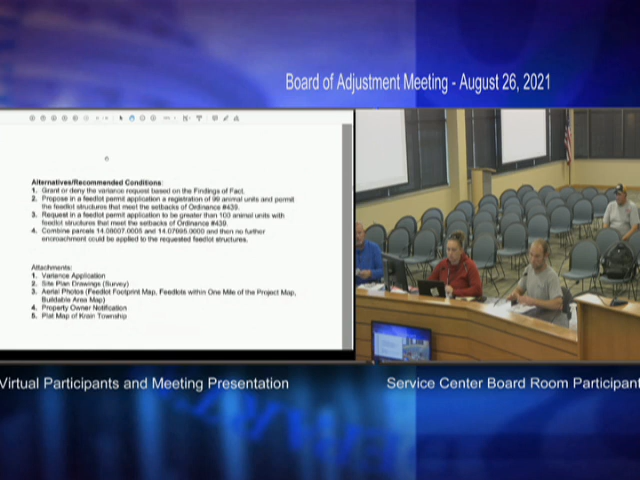 Board of Adjustment Meeting - August 26, 2021
Alternatives/Recommended Conditions:
1. Grant or deny the variance request based on the Findings of Fact.
2. Propose in a feedlot permit application a registration of 99 animal units and permit
the feedlot structures that meet the setbacks of Ordinance #439.
3. Request in a feedlot permit application to be greater than 100 animal units with
feedlot structures that meet the setbacks of Ordinance #439.
4. Combine parcels 14.08007.0005 and 14.07995.0000 and then no further
encroachment could be applied to the requested feedlot structures.
Attachments:
1. Variance Application
2. Site Plan Drawings (Survey)
3. Aerial Photos (Feedlot Footprint Map, Feedlots within One Mile of the Project Map,
Buildable Area Map)
4. Property Owner Notification
5. Plat Map of Krain Township
Virtual Participants and Meeting Presentation
Service Center Board Room Participant